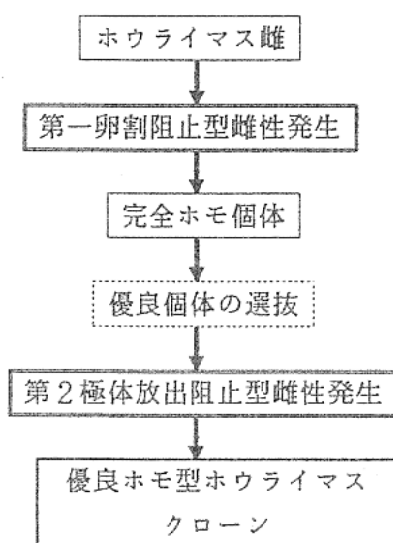 ホウライマス雌
第一卵割阻止型雌性発生
完全ホモ個体
優良個体の選抜
第２極体放出阻止型雌性発生
優良ホモ型ホウライマス
クローン